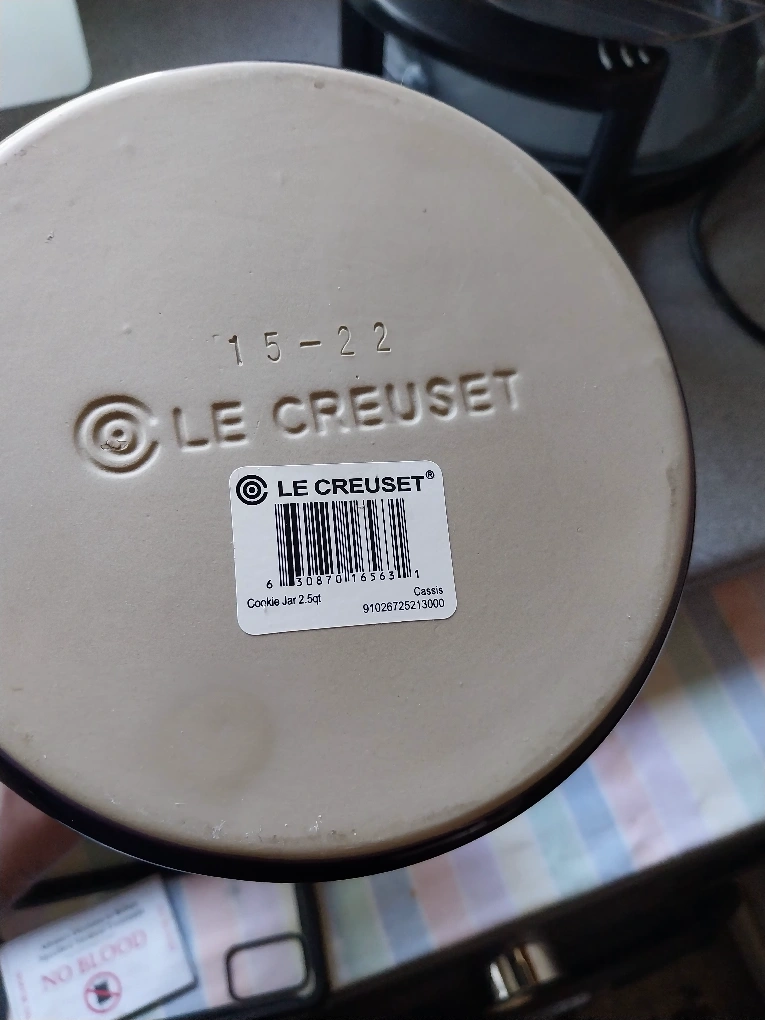 15-22
LE CREUSET
LE CREUSET®
6 30870 16563 1
Cookie Jar 2.5qt
Cassis
91026725213000
NO BLOOD